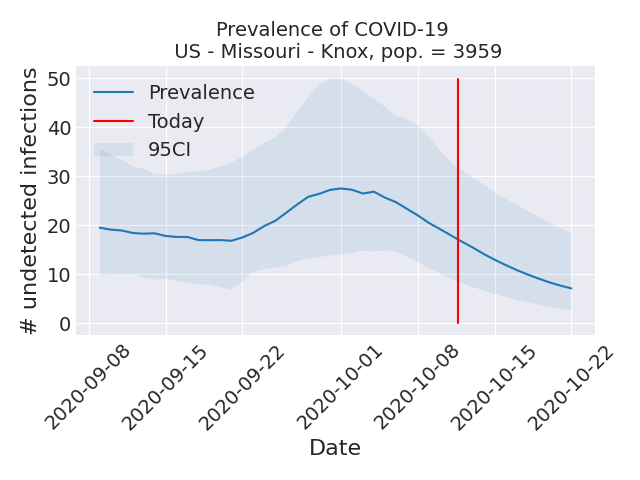 Prevalence of COVID-19
US - Missouri - Knox, pop. = 3959
# undetected infections
50
40
30
20
10
0
Prevalence
Today
95CI
2020-09-08
2020-09-15
2020-09-22
2020-10-01
2020-10-08
2020-10-15
2020-10-22
Date